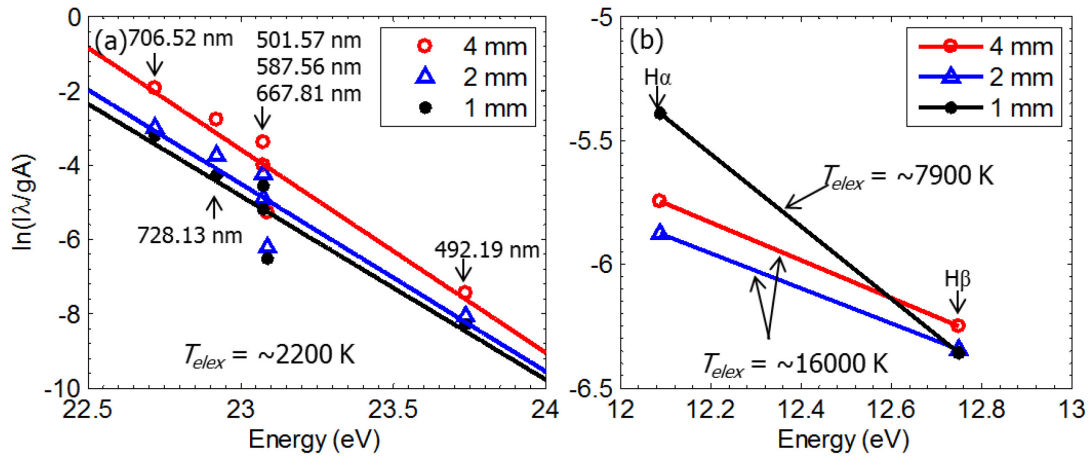 (a)
706.52 nm
501.57 nm
587.56 nm
667.81 nm
4 mm
2 mm
1 mm
728.13 nm
492.19 nm
Telex = ~2200 K
ln(Iλ/gA)
0
-2
-4
-6
-8
-10
22.5
23
23.5
24
Energy (eV)
(b)
Hα
4 mm
2 mm
1 mm
Telex = ~7900 K
Hβ
Telex = ~16000 K
-5
-5.5
-6
-6.5
12
12.2
12.4
12.6
12.8
13
Energy (eV)